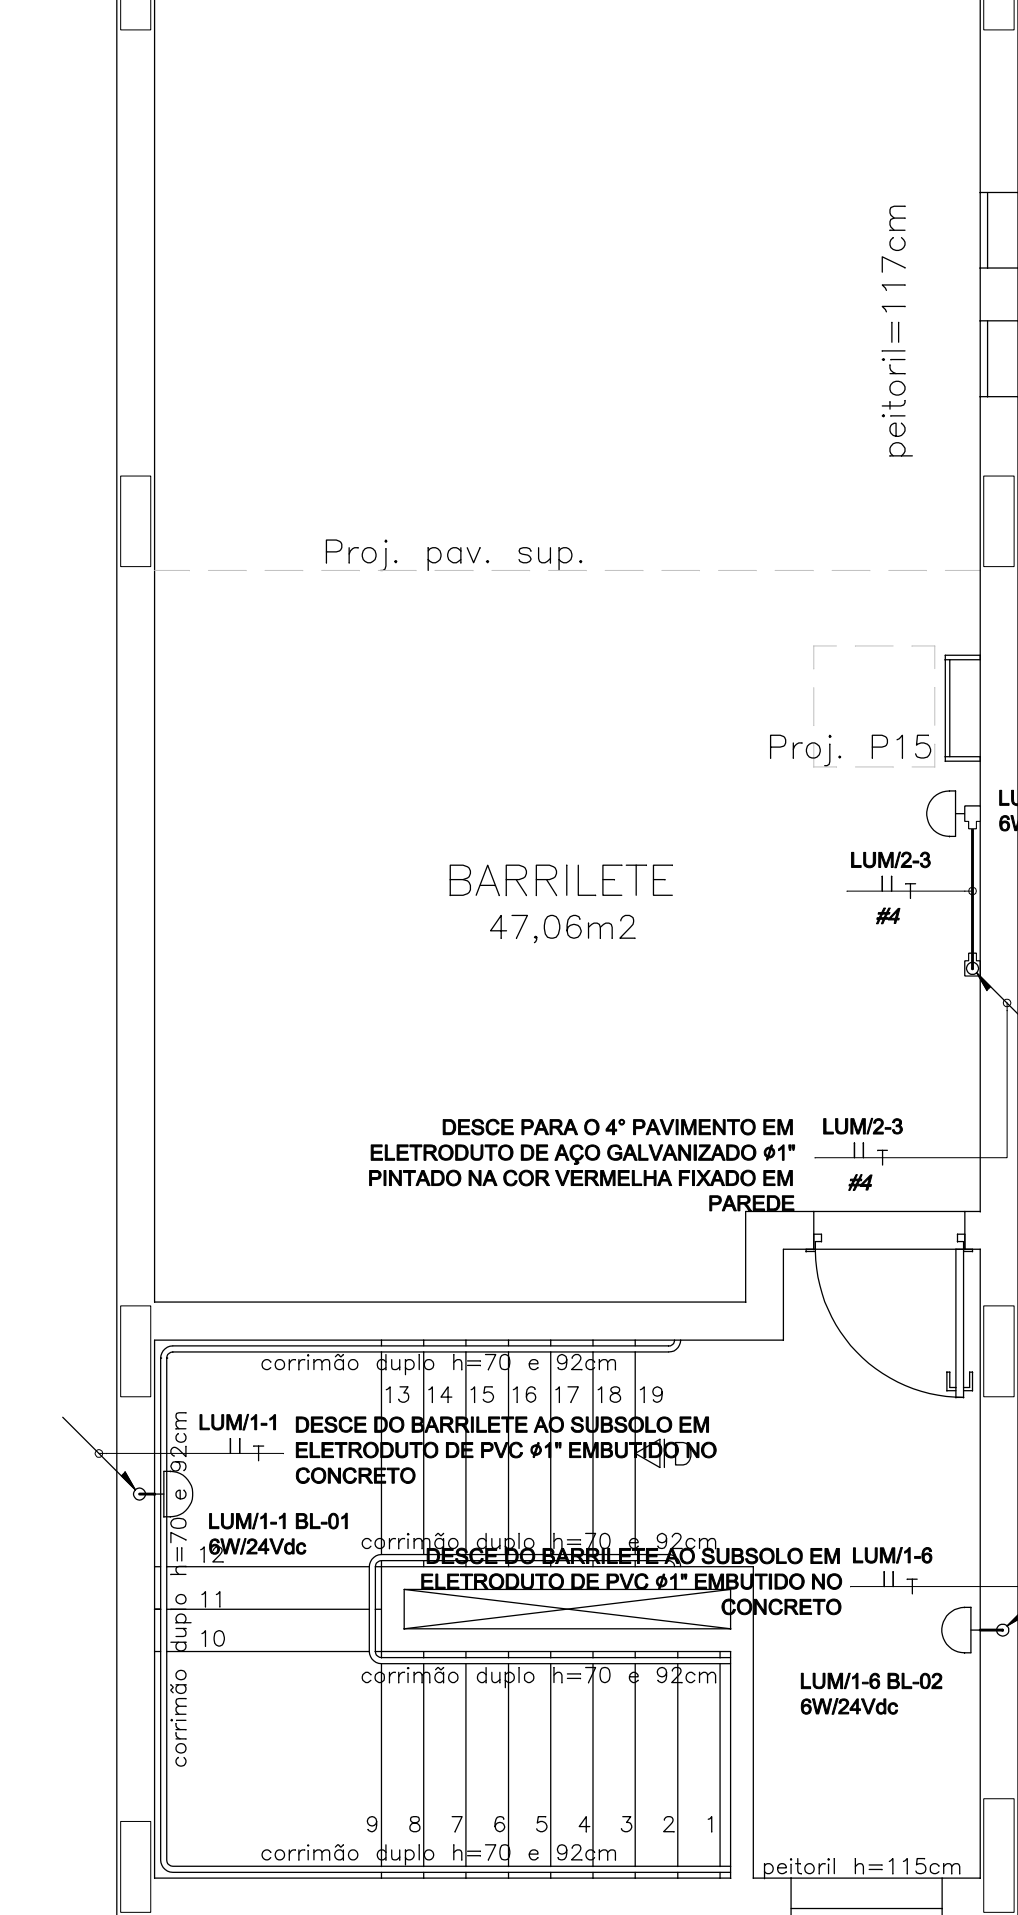 peitoril=117cm
Proj. pav. sup.
Proj. P15
LUM/2-3
#4
BARRILETE
47,06m2
DESCE PARA O 4° PAVIMENTO EM
ELETRODUTO DE AÇO GALVANIZADO ø1"
PINTADO NA COR VERMELHA FIXADO EM
PAREDE
LUM/2-3
#4
corrimão duplo h=70 e 92cm
13 14 15 16 17 18 19
corrimão duplo h=70 e 92cm
LUM/1-1
DESCE DO BARRILETE AO SUBSOLO EM
ELETRODUTO DE PVC ø1" EMBUTIDO NO
CONCRETO
D
LUM/1-1 BL-01
6W/24Vdc
corrimão duplo h=70 e 92cm
12
11
10
DESCE DO BARRILETE AO SUBSOLO EM
ELETRODUTO DE PVC ø1" EMBUTIDO NO
CONCRETO
LUM/1-6
corrimão duplo h=70 e 92cm
LUM/1-6 BL-02
6W/24Vdc
9 8 7 6 5 4 3 2 1
corrimão duplo h=70 e 92cm
peitoril h=115cm